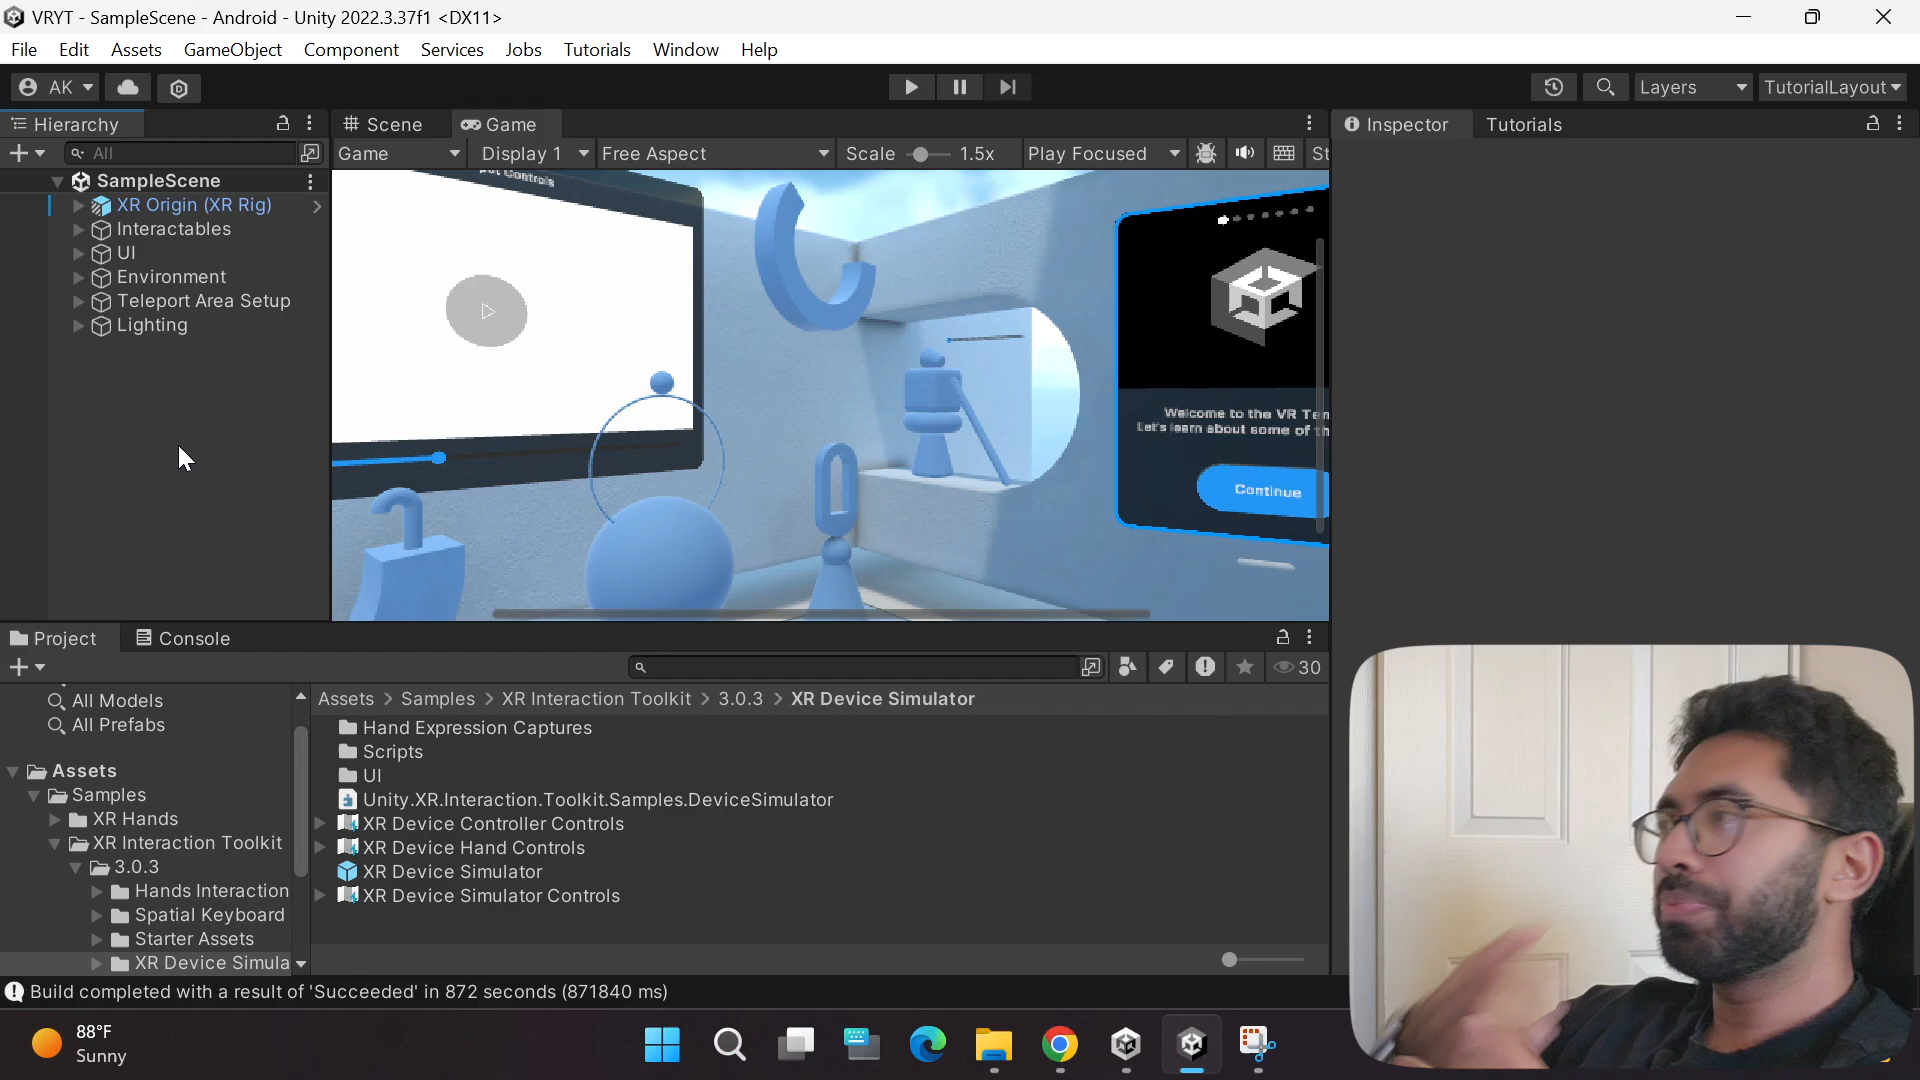 VRYT - SampleScene - Android - Unity 2022.3.37f1 <DX11>
File Edit Assets GameObject Component Services Jobs Tutorials Window Help
AK Layers TutorialLayout
Hierarchy Scene Game Inspector Tutorials
All Game Display 1 Free Aspect Scale 1.5x Play Focused St
SampleScene
XR Origin (XR Rig)
Interactables
UI
Environment
Teleport Area Setup
Lighting
Controls
Welcome to the VR Tem
Let's learn about some of th
Continue
Project Console
30
All Models
All Prefabs
Assets
Samples
XR Hands
XR Interaction Toolkit
3.0.3
Hands Interaction
Spatial Keyboard
Starter Assets
XR Device Simula
Assets > Samples > XR Interaction Toolkit > 3.0.3 > XR Device Simulator
Hand Expression Captures
Scripts
UI
Unity.XR.Interaction.Toolkit.Samples.DeviceSimulator
XR Device Controller Controls
XR Device Hand Controls
XR Device Simulator
XR Device Simulator Controls
Build completed with a result of 'Succeeded' in 872 seconds (871840 ms)
88°F
Sunny